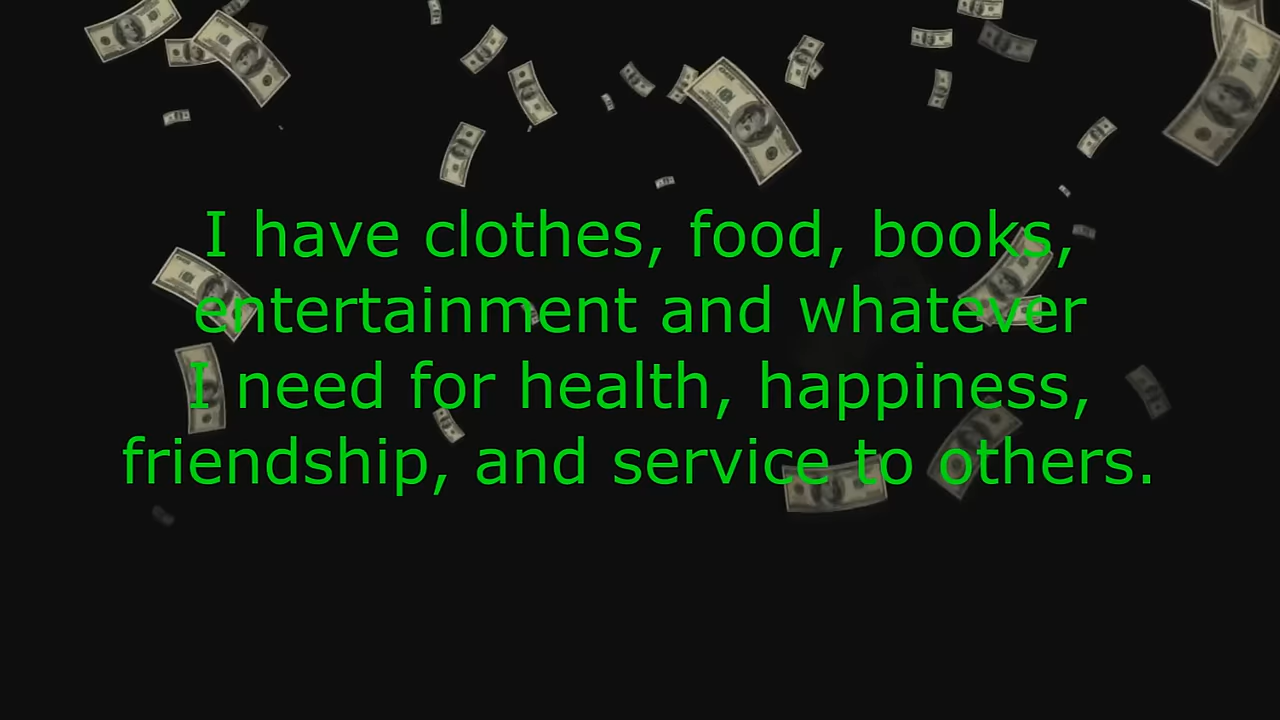 I have clothes, food, books,
entertainment and whatever
I need for health, happiness,
friendship, and service to others.